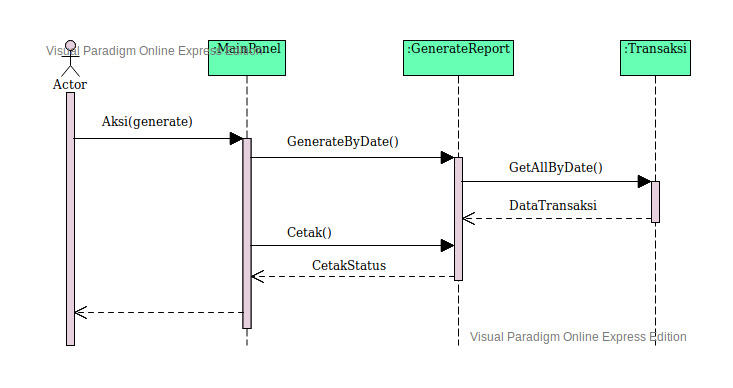 :MainPanel
:GenerateReport
:Transaksi
Visual Paradigm Online Express Edition
Actor
Aksi(generate)
GenerateByDate()
GetAllByDate()
DataTransaksi
Cetak()
CetakStatus
Visual Paradigm Online Express Edition